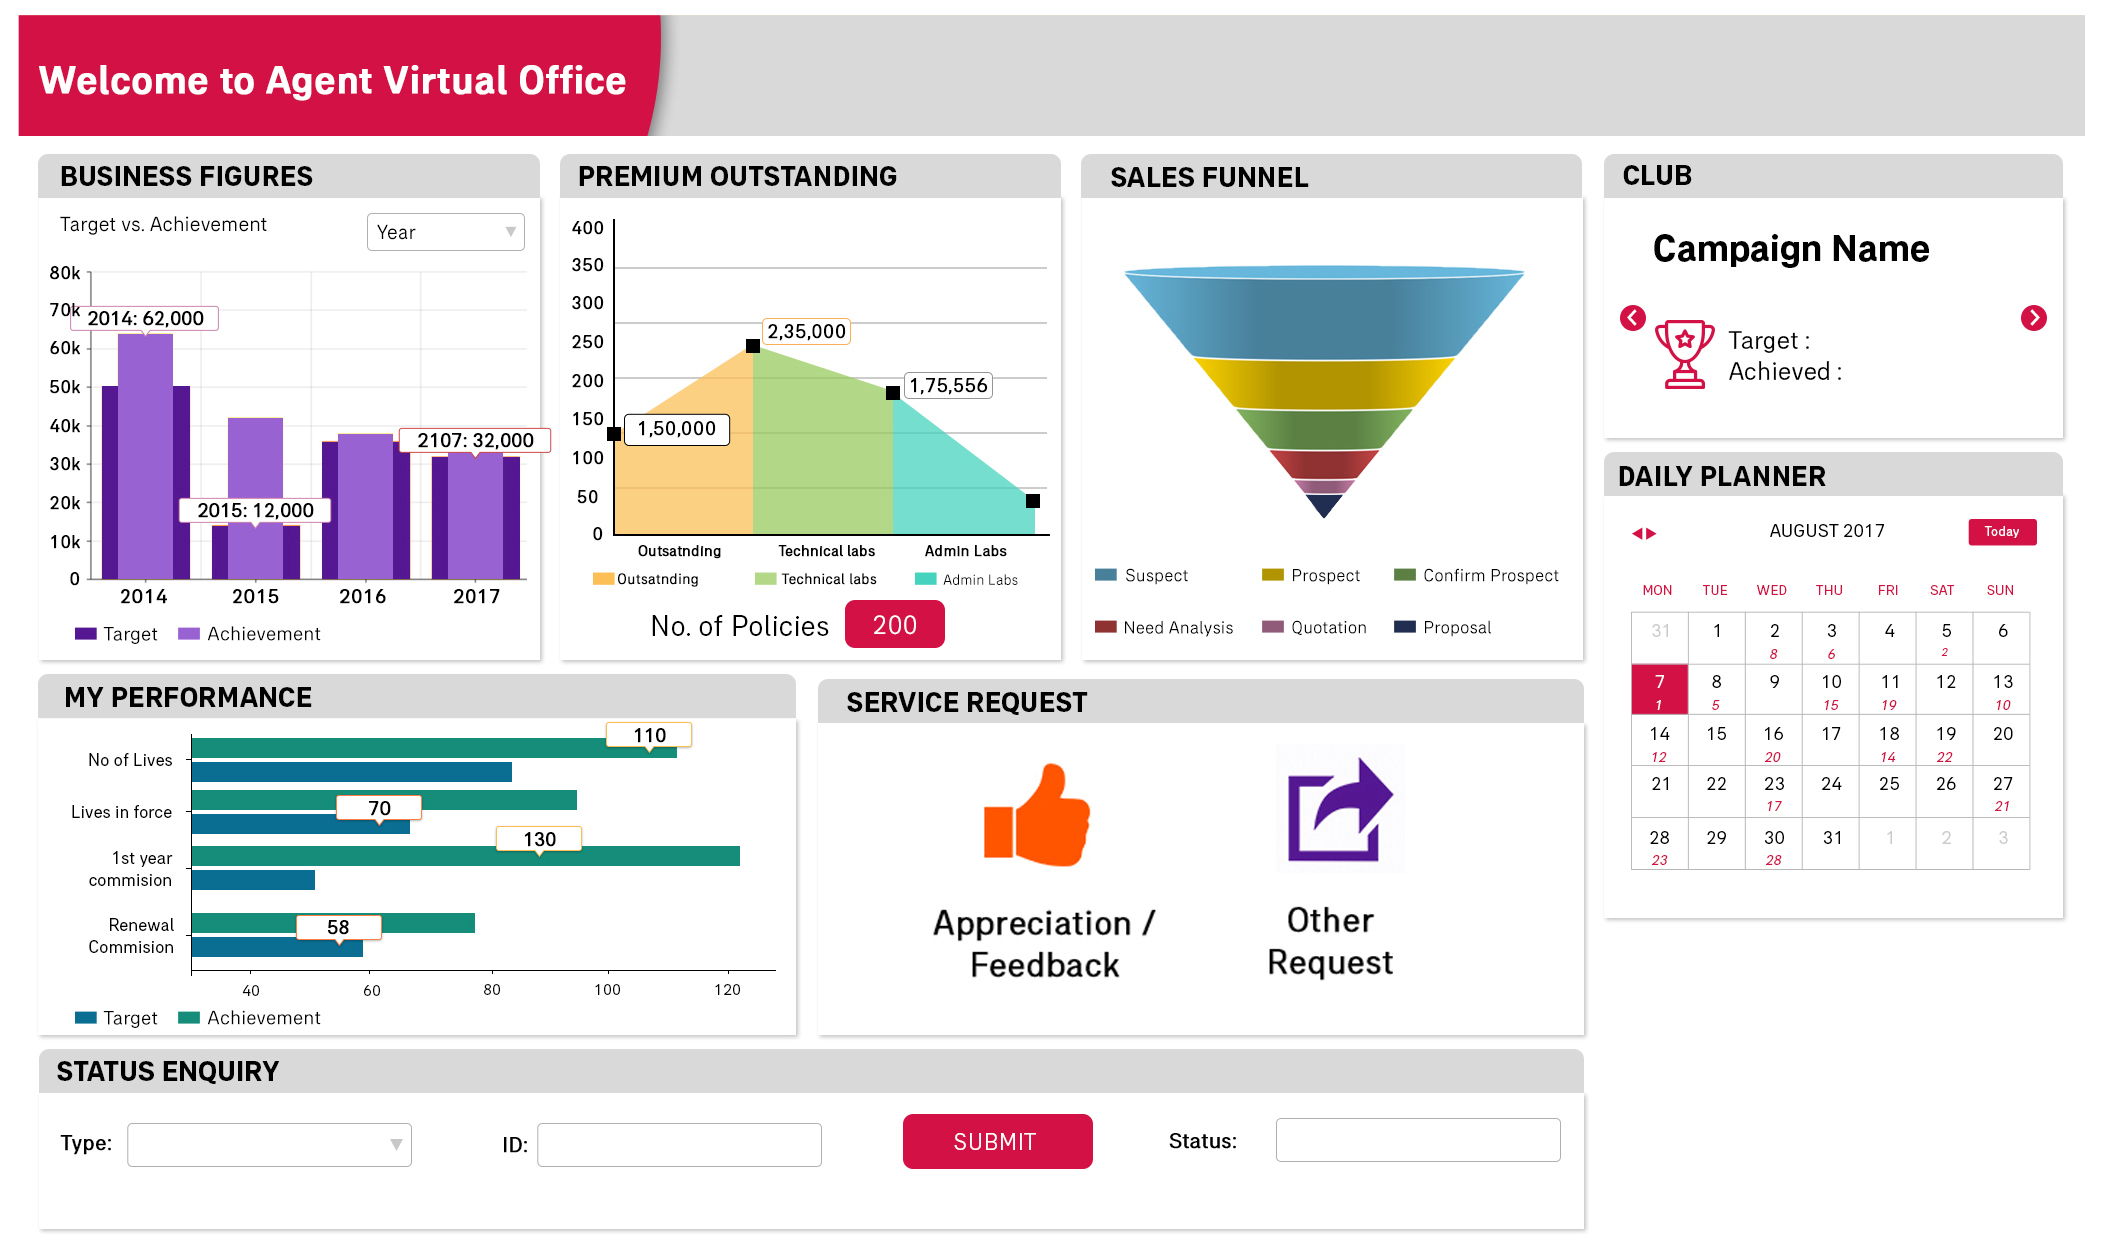 Welcome to Agent Virtual Office
BUSINESS FIGURES
Target vs. Achievement
Year
80k
70k
60k
50k
40k
30k
20k
10k
0
2014: 62,000
2015: 12,000
2107: 32,000
2014 2015 2016 2017
Target Achievement
PREMIUM OUTSTANDING
400
350
300
250
200
150
100
50
0
1,50,000
2,35,000
1,75,556
Outsatnding Technical labs Admin Labs
Outsatnding Technical labs Admin Labs
No. of Policies 200
SALES FUNNEL
Suspect Prospect Confirm Prospect
Need Analysis Quotation Proposal
CLUB
Campaign Name
Target :
Achieved :
DAILY PLANNER
AUGUST 2017
Today
MON TUE WED THU FRI SAT SUN
31 1 2 3 4 5 6
8 6 2
7 8 9 10 11 12 13
1 5 15 19 10
14 15 16 17 18 19 20
12 20 14 22
21 22 23 24 25 26 27
17 21
28 29 30 31 1 2 3
23 28
MY PERFORMANCE
No of Lives
110
Lives in force
70
1st year
commision
130
Renewal
Commision
58
40 60 80 100 120
Target Achievement
SERVICE REQUEST
Appreciation /
Feedback
Other
Request
STATUS ENQUIRY
Type:
ID:
SUBMIT
Status: